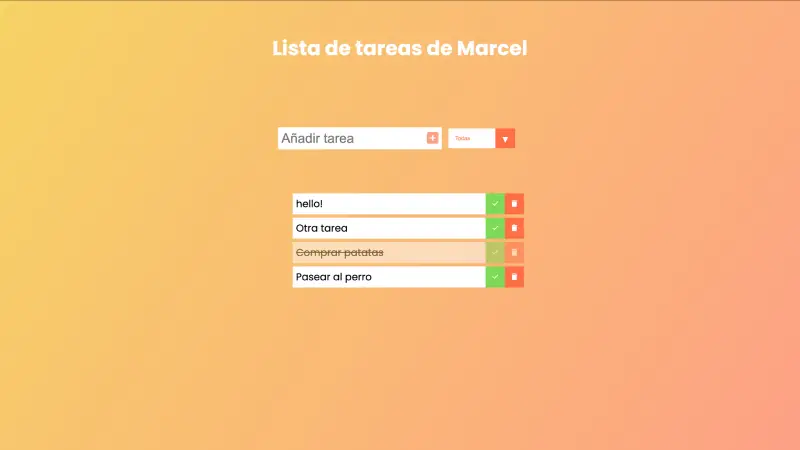 Lista de tareas de Marcel
Añadir tarea
Todas
hello!
Otra tarea
Comprar patatas
Pasear al perro